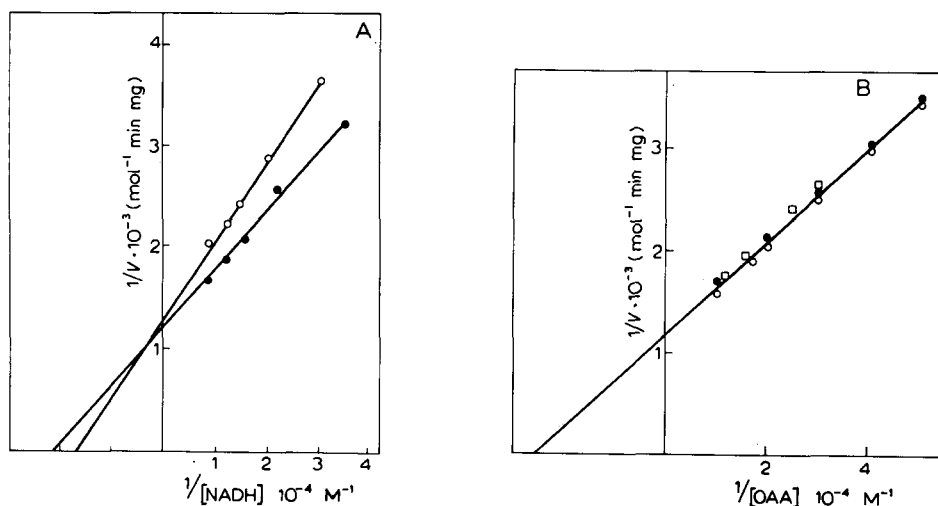 A
4
3
2
1
1/V · 10⁻³ (mol⁻¹ min mg)
1 2 3 4
1/[NADH] 10⁻⁴ M⁻¹
B
3
2
1
1/V · 10⁻³ (mol⁻¹ min mg)
2 4
1/[OAA] 10⁻⁴ M⁻¹